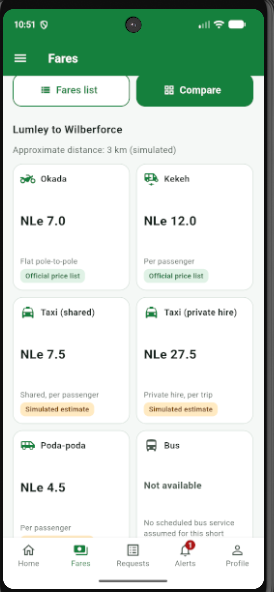 10:51
Fares
Fares list
Compare
Lumley to Wilberforce
Approximate distance: 3 km (simulated)
Okada
NLe 7.0
Flat pole-to-pole
Official price list
Kekeh
NLe 12.0
Per passenger
Official price list
Taxi (shared)
NLe 7.5
Shared, per passenger
Simulated estimate
Taxi (private hire)
NLe 27.5
Private hire, per trip
Simulated estimate
Poda-poda
NLe 4.5
Per passenger
Bus
Not available
No scheduled bus service
assumed for this short
Home
Fares
Requests
1
Alerts
Profile